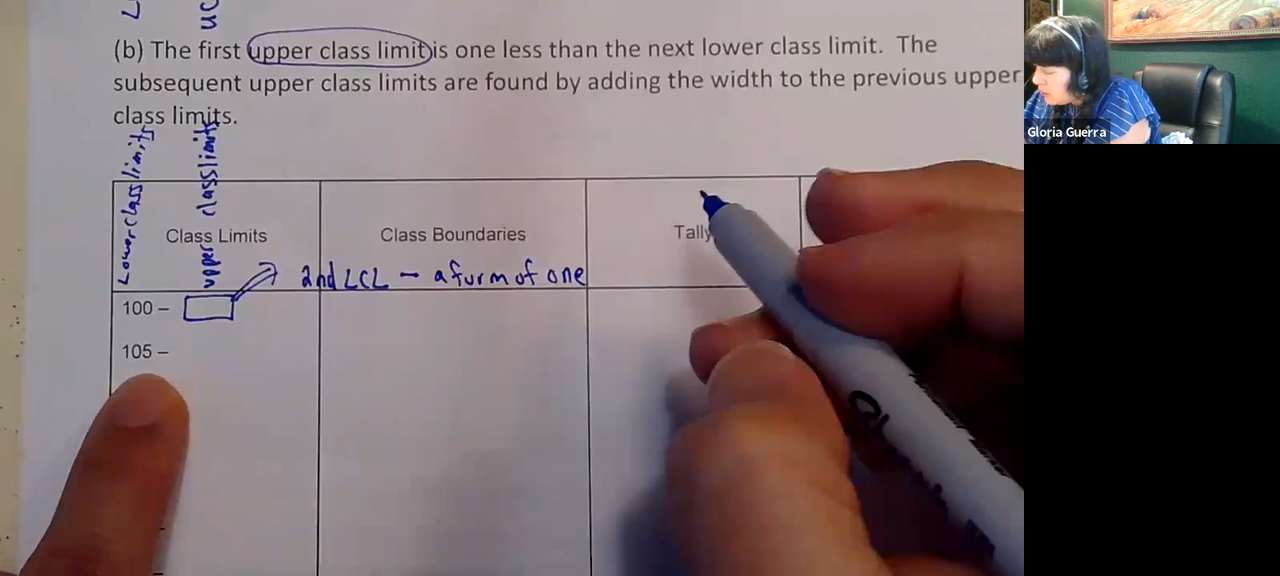 (b) The first upper class limit is one less than the next lower class limit. The
subsequent upper class limits are found by adding the width to the previous upper
class limits.
Lower class limits
upper class limits
Class Limits
Class Boundaries
Tally
2nd LCL – a furm of one
100 –
105 –
Gloria Guerra